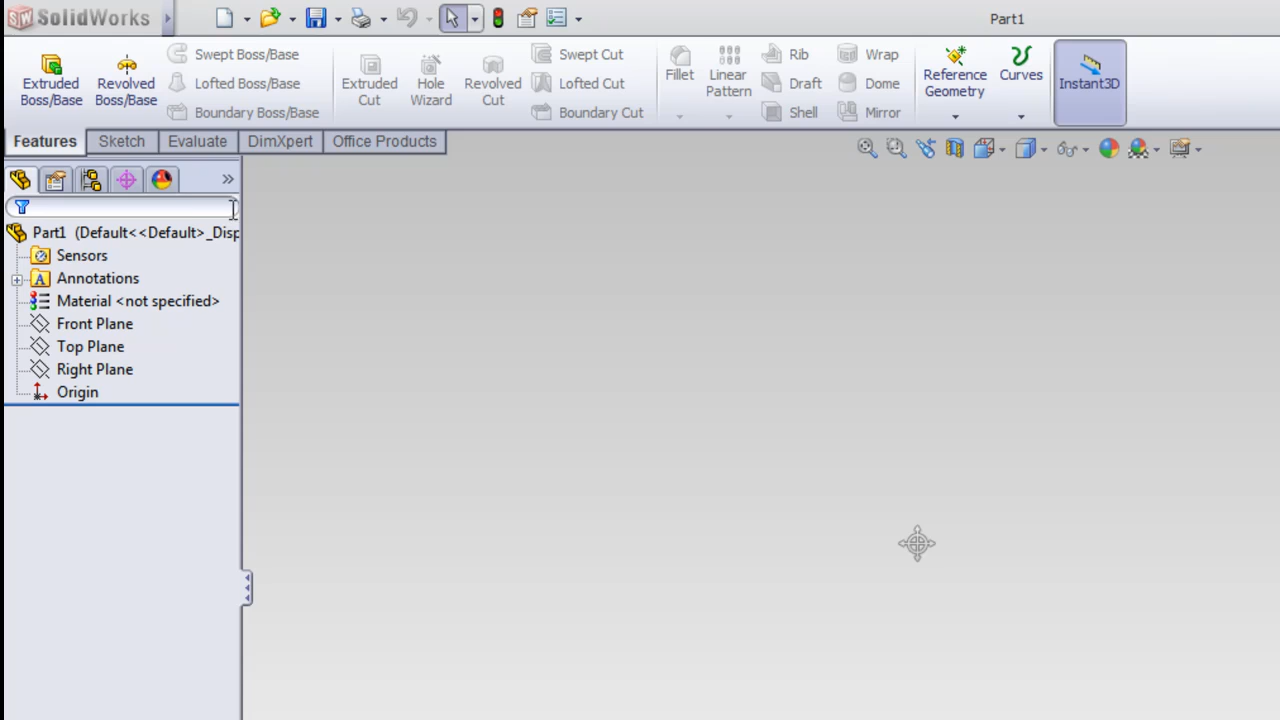 SolidWorks
Part1
Extruded Boss/Base
Revolved Boss/Base
Swept Boss/Base
Lofted Boss/Base
Boundary Boss/Base
Extruded Cut
Hole Wizard
Revolved Cut
Swept Cut
Lofted Cut
Boundary Cut
Fillet
Linear Pattern
Rib
Draft
Shell
Wrap
Dome
Mirror
Reference Geometry
Curves
Instant3D
Features
Sketch
Evaluate
DimXpert
Office Products
Part1 (Default<<Default>_Disp
Sensors
Annotations
Material <not specified>
Front Plane
Top Plane
Right Plane
Origin